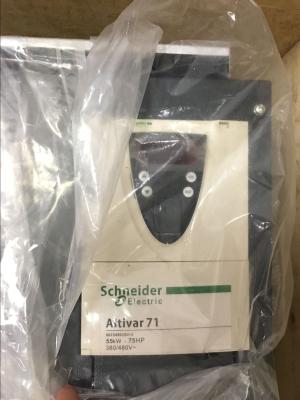 Schneider
Electric
Altivar 71
55kW - 75HP
380/480V~